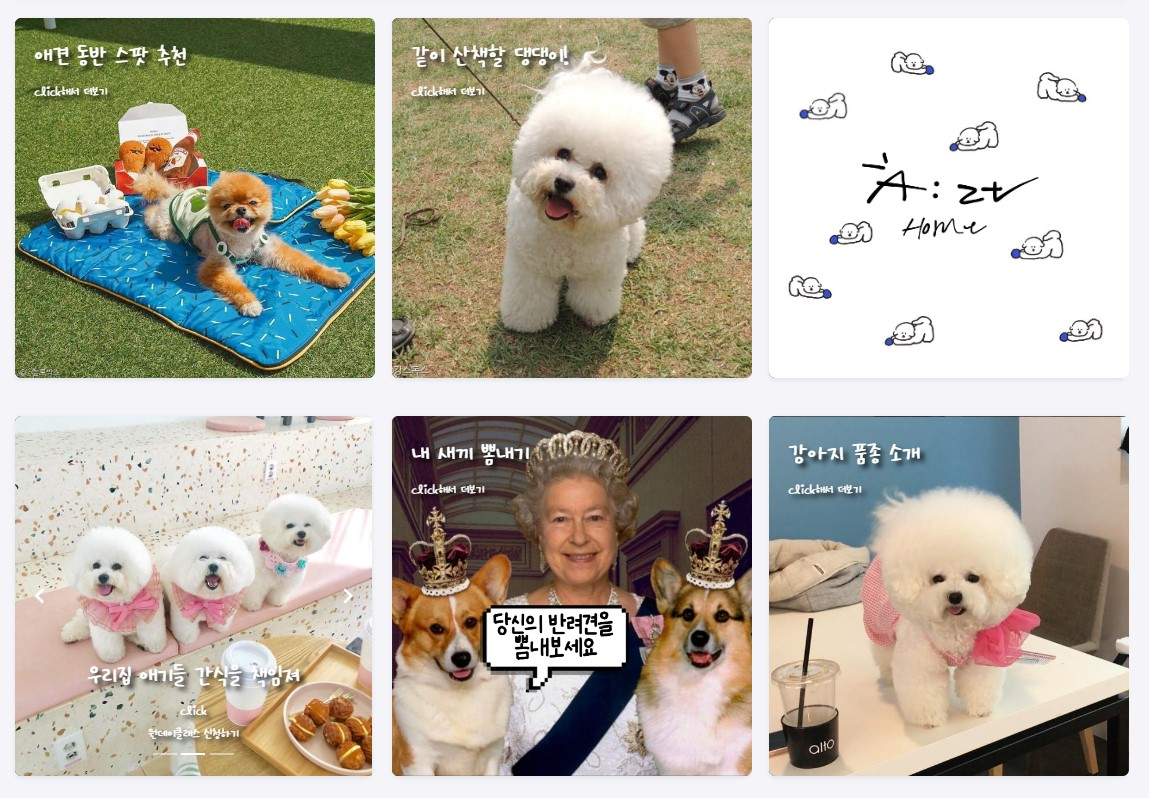 애견 동반 스팟 추천
click해서 더보기
같이 산책할 댕댕이!
click해서 더보기
Home
우리집 애기들 간식을 책임져
click
원데이클래스 신청하기
내 새끼 뽐내기
click해서 더보기
당신의 반려견을
뽐내보세요
강아지 품종 소개
click해서 더보기
alto